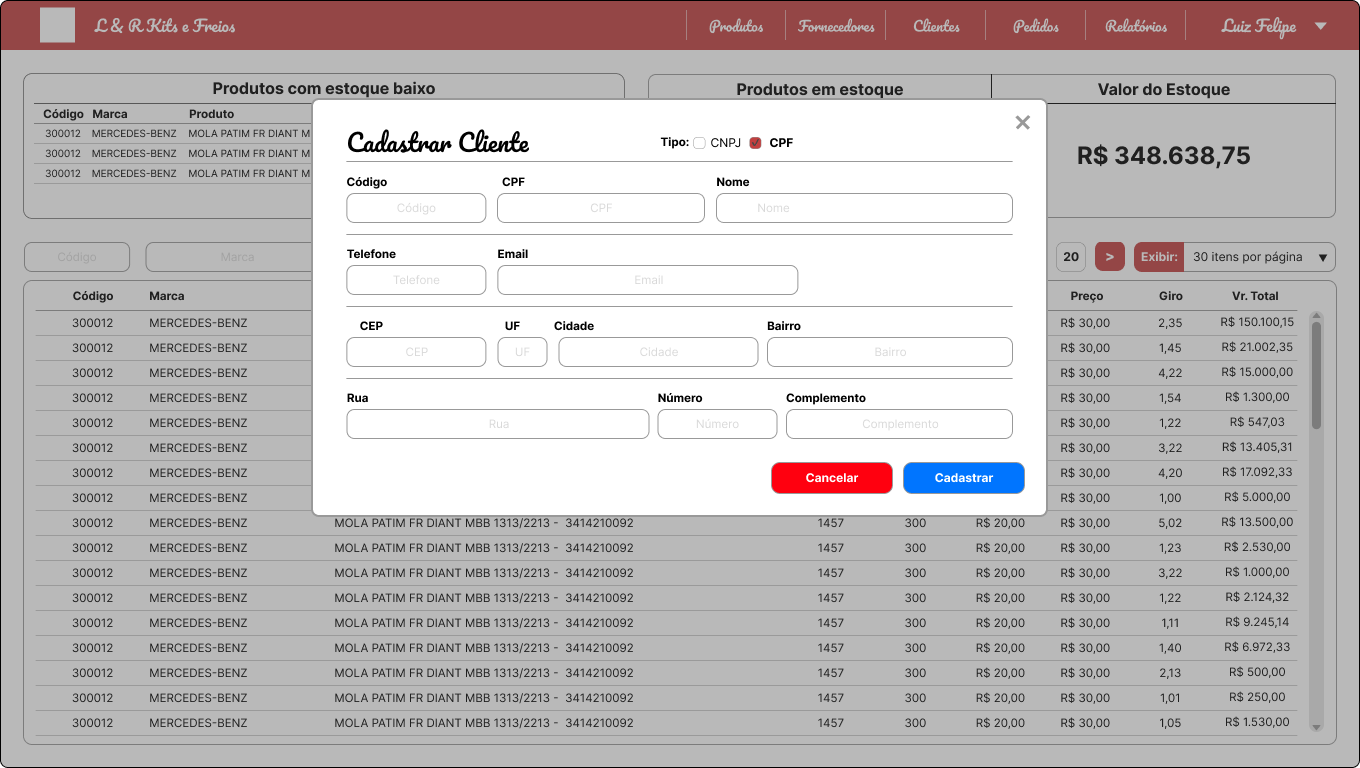 L & R Kits e Freios Produtos Fornecedores Clientes Pedidos Relatórios Luiz Felipe
Produtos com estoque baixo
Código Marca Produto
300012 MERCEDES-BENZ MOLA PATIM FR DIANT M
300012 MERCEDES-BENZ MOLA PATIM FR DIANT M
300012 MERCEDES-BENZ MOLA PATIM FR DIANT M
Produtos em estoque
Valor do Estoque
R$ 348.638,75
Cadastrar Cliente Tipo: CNPJ CPF
Código CPF Nome
Código CPF Nome
Telefone Email
Telefone Email
CEP UF Cidade Bairro
CEP UF Cidade Bairro
Rua Número Complemento
Rua Número Complemento
Cancelar Cadastrar
Código Marca 20 > Exibir: 30 itens por página
Código Marca Preço Giro Vr. Total
300012 MERCEDES-BENZ R$ 30,00 2,35 R$ 150.100,15
300012 MERCEDES-BENZ R$ 30,00 1,45 R$ 21.002,35
300012 MERCEDES-BENZ R$ 30,00 4,22 R$ 15.000,00
300012 MERCEDES-BENZ R$ 30,00 1,54 R$ 1.300,00
300012 MERCEDES-BENZ R$ 30,00 1,22 R$ 547,03
300012 MERCEDES-BENZ R$ 30,00 3,22 R$ 13.405,31
300012 MERCEDES-BENZ R$ 30,00 4,20 R$ 17.092,33
300012 MERCEDES-BENZ R$ 30,00 1,00 R$ 5.000,00
300012 MERCEDES-BENZ MOLA PATIM FR DIANT MBB 1313/2213 - 3414210092 1457 300 R$ 20,00 R$ 30,00 5,02 R$ 13.500,00
300012 MERCEDES-BENZ MOLA PATIM FR DIANT MBB 1313/2213 - 3414210092 1457 300 R$ 20,00 R$ 30,00 1,23 R$ 2.530,00
300012 MERCEDES-BENZ MOLA PATIM FR DIANT MBB 1313/2213 - 3414210092 1457 300 R$ 20,00 R$ 30,00 3,22 R$ 1.000,00
300012 MERCEDES-BENZ MOLA PATIM FR DIANT MBB 1313/2213 - 3414210092 1457 300 R$ 20,00 R$ 30,00 1,22 R$ 2.124,32
300012 MERCEDES-BENZ MOLA PATIM FR DIANT MBB 1313/2213 - 3414210092 1457 300 R$ 20,00 R$ 30,00 1,11 R$ 9.245,14
300012 MERCEDES-BENZ MOLA PATIM FR DIANT MBB 1313/2213 - 3414210092 1457 300 R$ 20,00 R$ 30,00 1,40 R$ 6.972,33
300012 MERCEDES-BENZ MOLA PATIM FR DIANT MBB 1313/2213 - 3414210092 1457 300 R$ 20,00 R$ 30,00 2,13 R$ 500,00
300012 MERCEDES-BENZ MOLA PATIM FR DIANT MBB 1313/2213 - 3414210092 1457 300 R$ 20,00 R$ 30,00 1,01 R$ 250,00
300012 MERCEDES-BENZ MOLA PATIM FR DIANT MBB 1313/2213 - 3414210092 1457 300 R$ 20,00 R$ 30,00 1,05 R$ 1.530,00